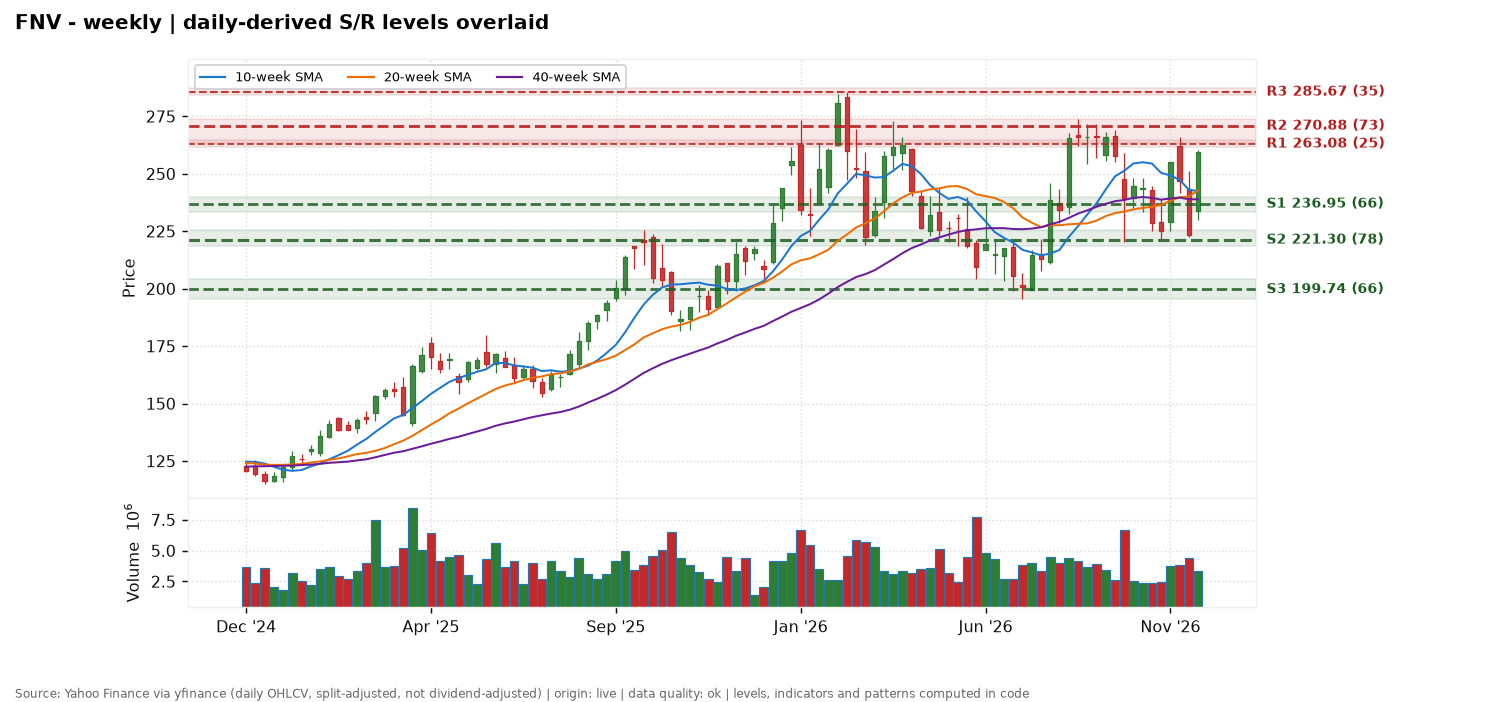 FNV - weekly | daily-derived S/R levels overlaid
10-week SMA
20-week SMA
40-week SMA
R3 285.67 (35)
R2 270.88 (73)
R1 263.08 (25)
S1 236.95 (66)
S2 221.30 (78)
S3 199.74 (66)
Price
275
250
225
200
175
150
125
Volume 10⁶
7.5
5.0
2.5
Dec '24
Apr '25
Sep '25
Jan '26
Jun '26
Nov '26
Source: Yahoo Finance via yfinance (daily OHLCV, split-adjusted, not dividend-adjusted) | origin: live | data quality: ok | levels, indicators and patterns computed in code